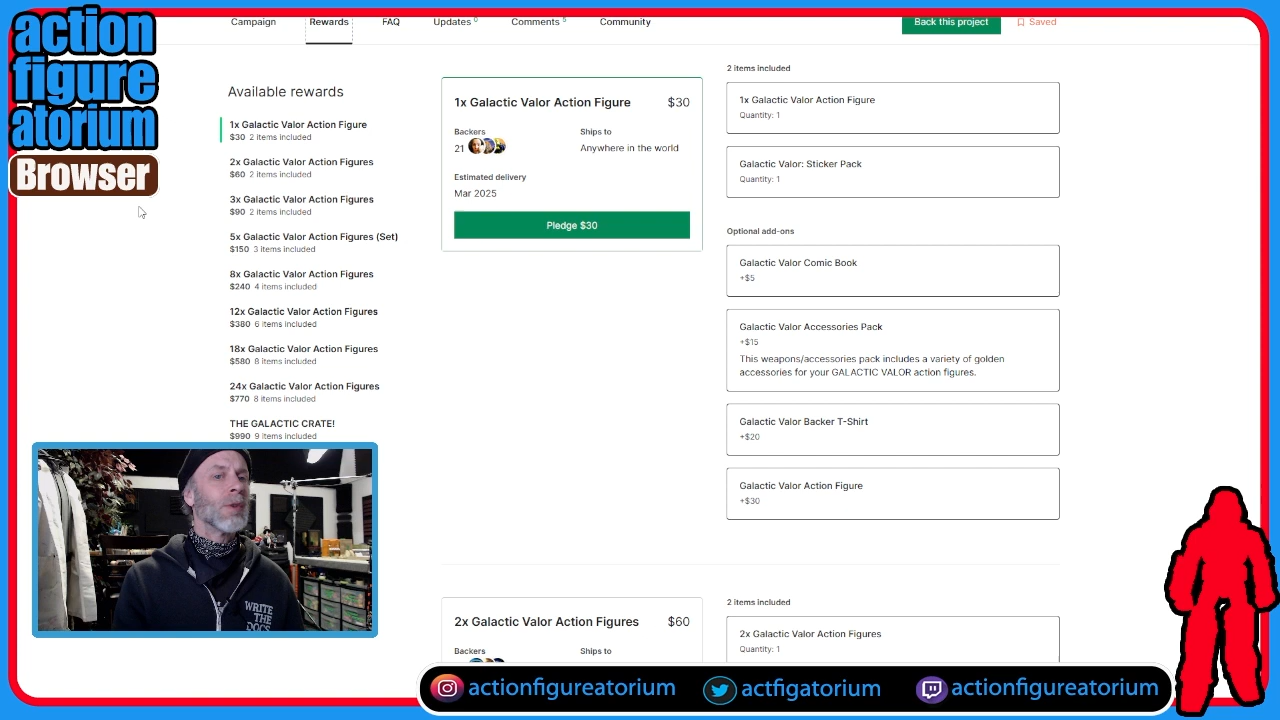 action
figure
atorium
Browser
Campaign
Rewards
FAQ
Updates 0
Comments 5
Community
Back this project
Saved
Available rewards
1x Galactic Valor Action Figure
$30 2 items included
2x Galactic Valor Action Figures
$60 2 items included
3x Galactic Valor Action Figures
$90 2 items included
5x Galactic Valor Action Figures (Set)
$150 3 items included
8x Galactic Valor Action Figures
$240 4 items included
12x Galactic Valor Action Figures
$380 6 items included
18x Galactic Valor Action Figures
$580 8 items included
24x Galactic Valor Action Figures
$770 8 items included
THE GALACTIC CRATE!
$990 9 items included
1x Galactic Valor Action Figure $30
Backers
21
Ships to
Anywhere in the world
Estimated delivery
Mar 2025
Pledge $30
2 items included
1x Galactic Valor Action Figure
Quantity: 1
Galactic Valor: Sticker Pack
Quantity: 1
Optional add-ons
Galactic Valor Comic Book
+$5
Galactic Valor Accessories Pack
+$15
This weapons/accessories pack includes a variety of golden
accessories for your GALACTIC VALOR action figures.
Galactic Valor Backer T-Shirt
+$20
Galactic Valor Action Figure
+$30
2x Galactic Valor Action Figures $60
Backers
Ships to
2 items included
2x Galactic Valor Action Figures
Quantity: 1
WRITE
THE
DOCS
actionfigureatorium
actfigatorium
actionfigureatorium